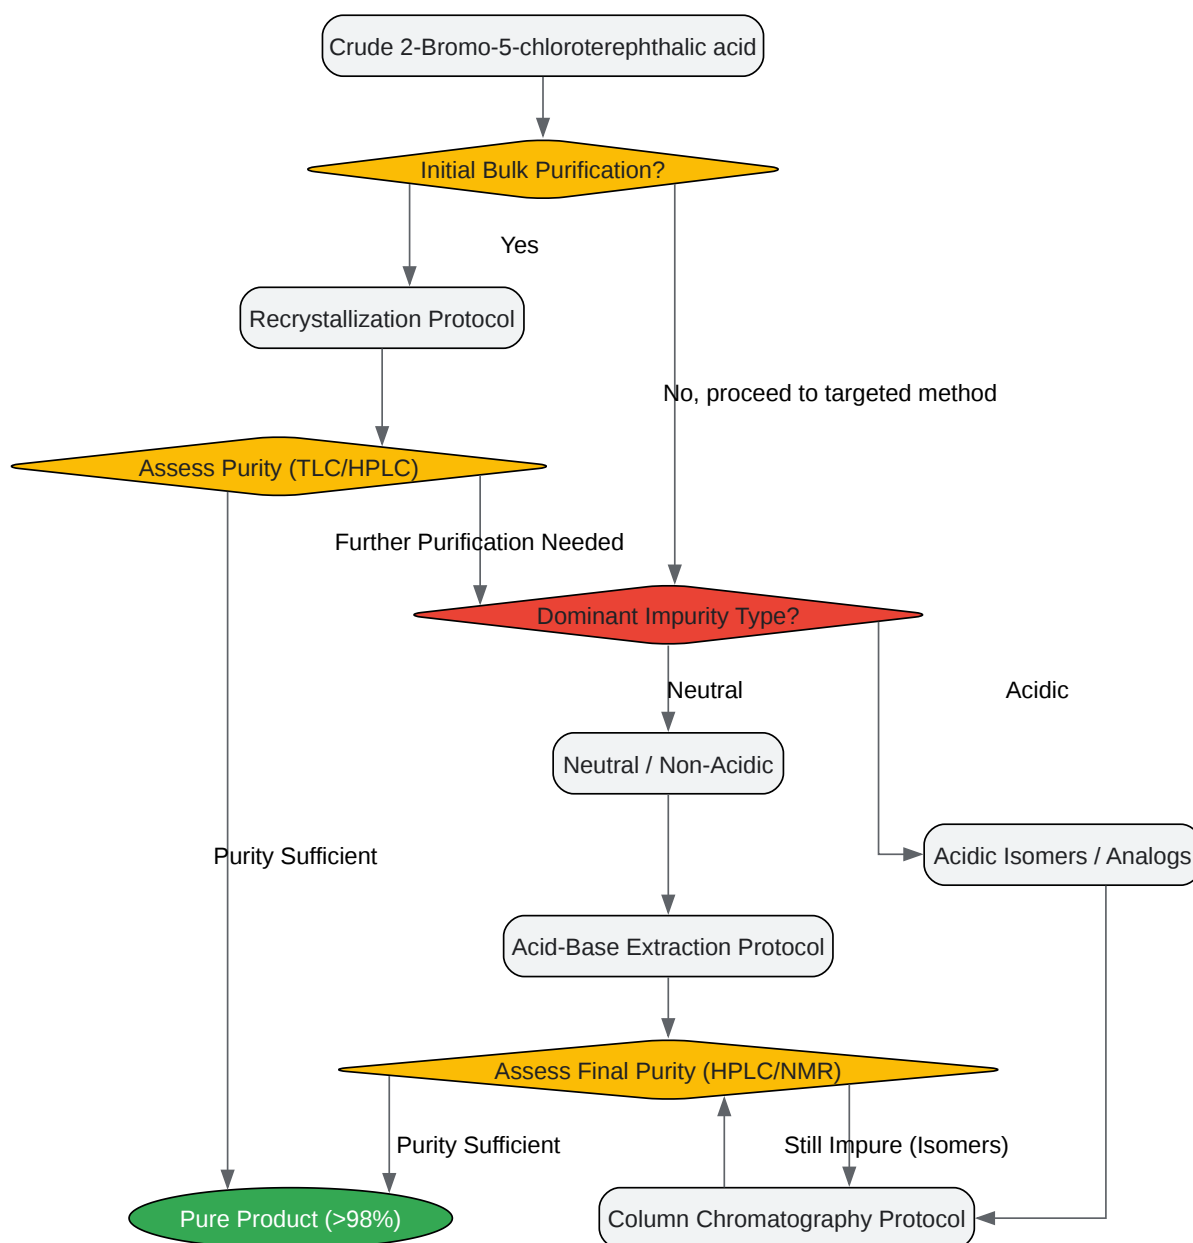 Crude 2-Bromo-5-chloroterephthalic acid
Initial Bulk Purification?
Yes
Recrystallization Protocol
No, proceed to targeted method
Assess Purity (TLC/HPLC)
Further Purification Needed
Dominant Impurity Type?
Neutral
Acidic
Neutral / Non-Acidic
Purity Sufficient
Acidic Isomers / Analogs
Acid-Base Extraction Protocol
Assess Final Purity (HPLC/NMR)
Purity Sufficient
Still Impure (Isomers)
Pure Product (>98%)
Column Chromatography Protocol